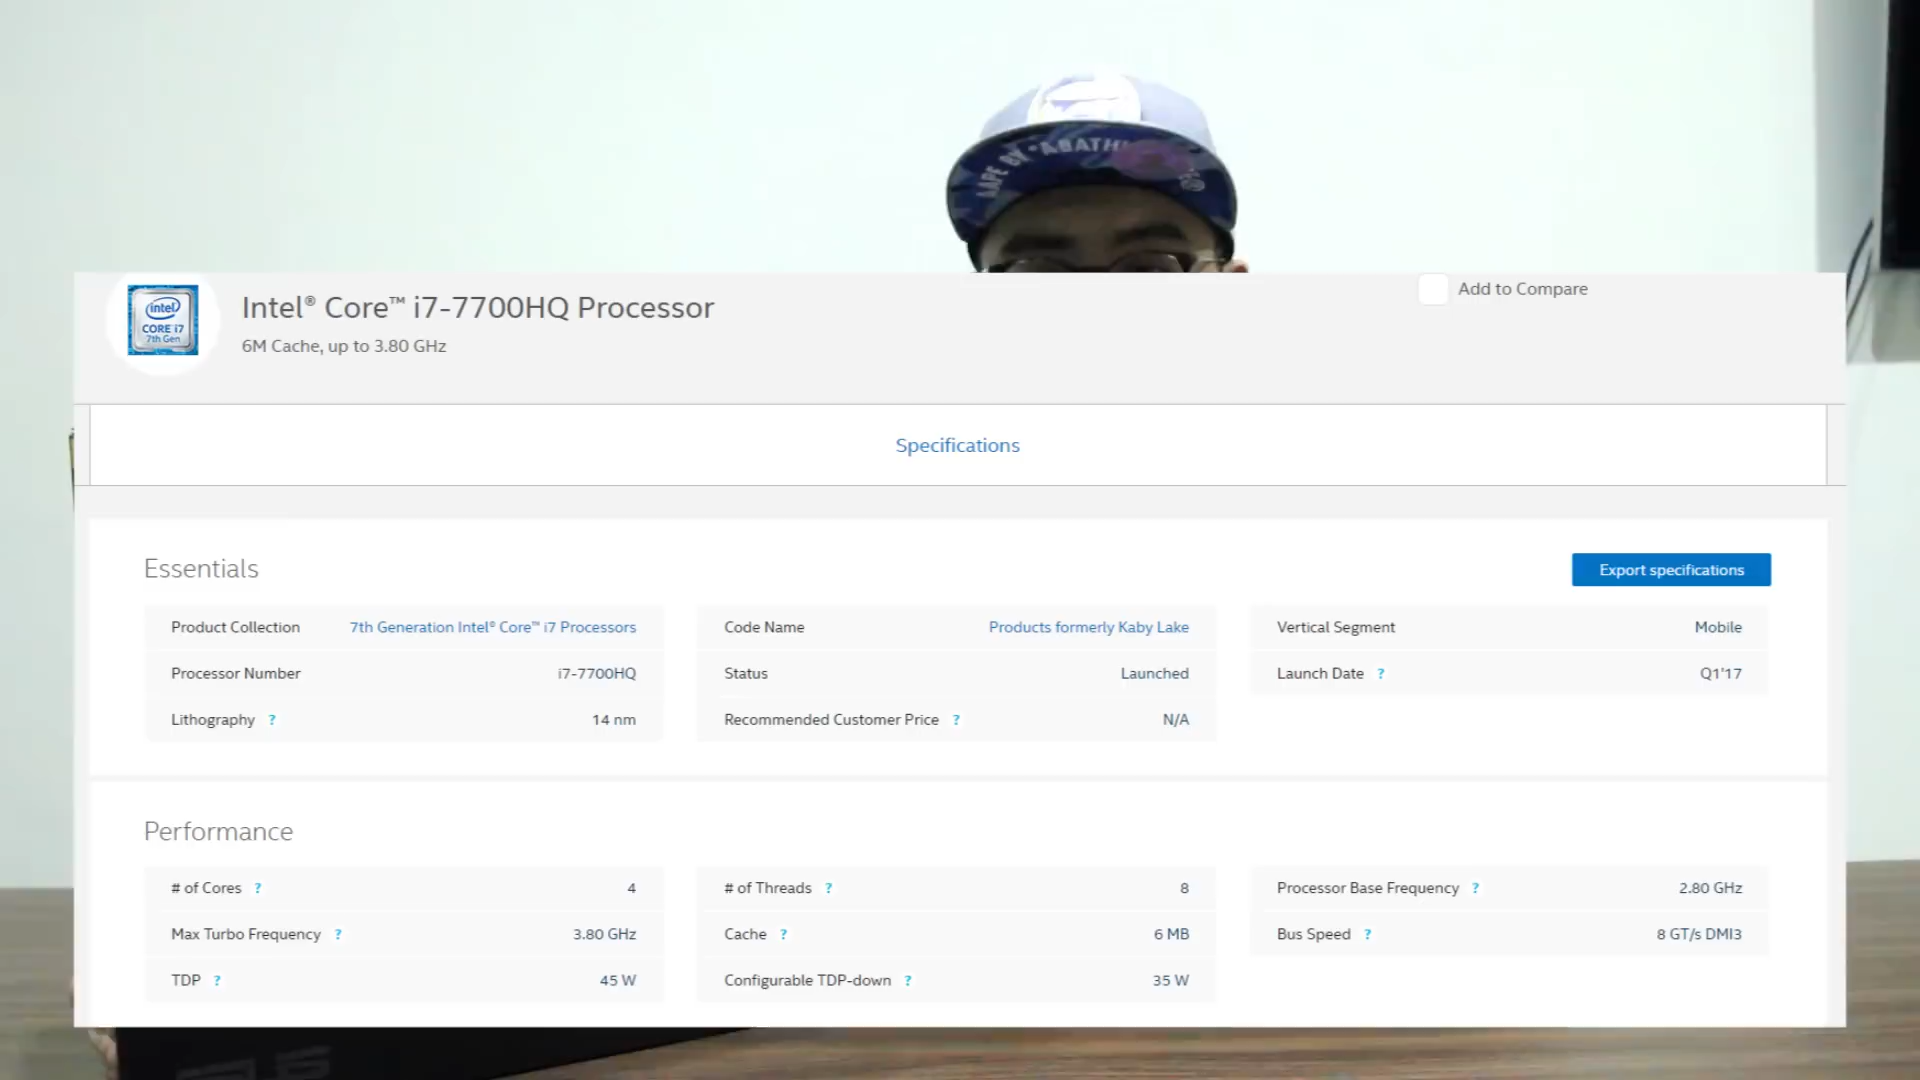 AAPE BY *ABATHI
intel
CORE i7
7th Gen
Intel® Core™ i7-7700HQ Processor
6M Cache, up to 3.80 GHz
Add to Compare
Specifications
Essentials
Export specifications
Product Collection 7th Generation Intel® Core™ i7 Processors
Code Name Products formerly Kaby Lake
Vertical Segment Mobile
Processor Number i7-7700HQ
Status Launched
Launch Date ? Q1'17
Lithography ? 14 nm
Recommended Customer Price ? N/A
Performance
# of Cores ? 4
# of Threads ? 8
Processor Base Frequency ? 2.80 GHz
Max Turbo Frequency ? 3.80 GHz
Cache ? 6 MB
Bus Speed ? 8 GT/s DMI3
TDP ? 45 W
Configurable TDP-down ? 35 W